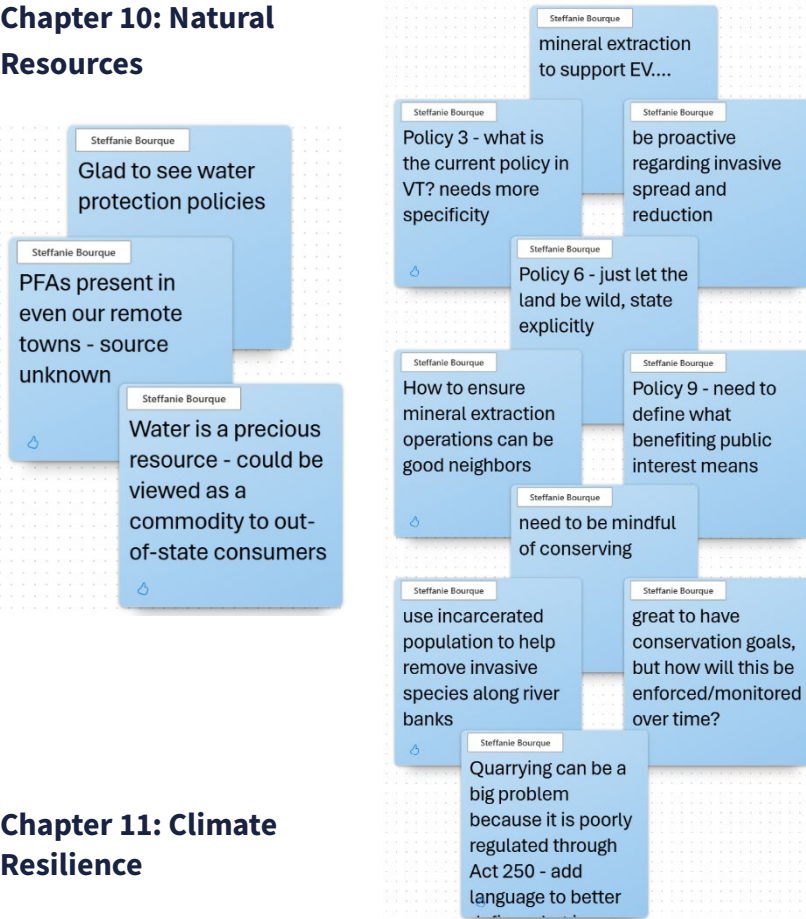 Chapter 10: Natural
Resources
Steffanie Bourque
Glad to see water
protection policies
Steffanie Bourque
PFAs present in
even our remote
towns - source
unknown
Steffanie Bourque
Water is a precious
resource - could be
viewed as a
commodity to out-
of-state consumers
Steffanie Bourque
mineral extraction
to support EV....
Steffanie Bourque
Policy 3 - what is
the current policy in
VT? needs more
specificity
Steffanie Bourque
be proactive
regarding invasive
spread and
reduction
Steffanie Bourque
Policy 6 - just let the
land be wild, state
explicitly
Steffanie Bourque
How to ensure
mineral extraction
operations can be
good neighbors
Steffanie Bourque
Policy 9 - need to
define what
benefiting public
interest means
Steffanie Bourque
need to be mindful
of conserving
Steffanie Bourque
use incarcerated
population to help
remove invasive
species along river
banks
Steffanie Bourque
great to have
conservation goals,
but how will this be
enforced/monitored
over time?
Steffanie Bourque
Quarrying can be a
big problem
because it is poorly
regulated through
Act 250 - add
language to better
Chapter 11: Climate
Resilience